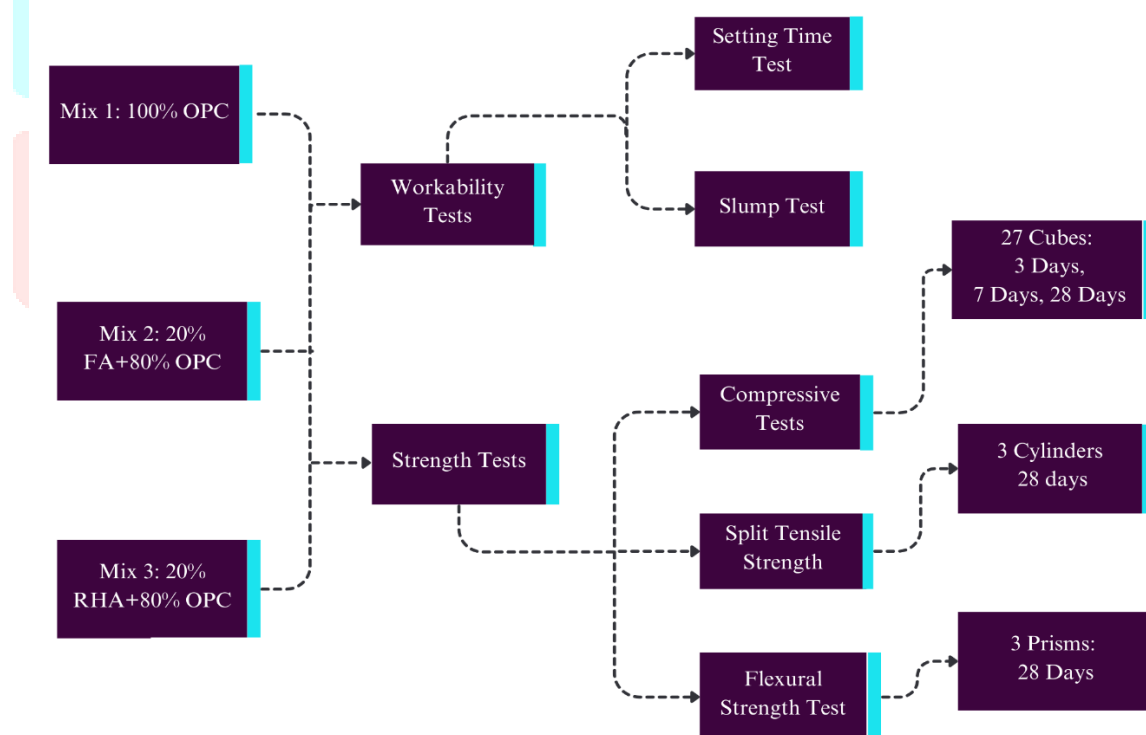 Mix 1: 100% OPC
Mix 2: 20%
FA+80% OPC
Mix 3: 20%
RHA+80% OPC
Workability
Tests
Strength Tests
Setting Time
Test
Slump Test
Compressive
Tests
Split Tensile
Strength
Flexural
Strength Test
27 Cubes:
3 Days,
7 Days, 28 Days
3 Cylinders
28 days
3 Prisms:
28 Days